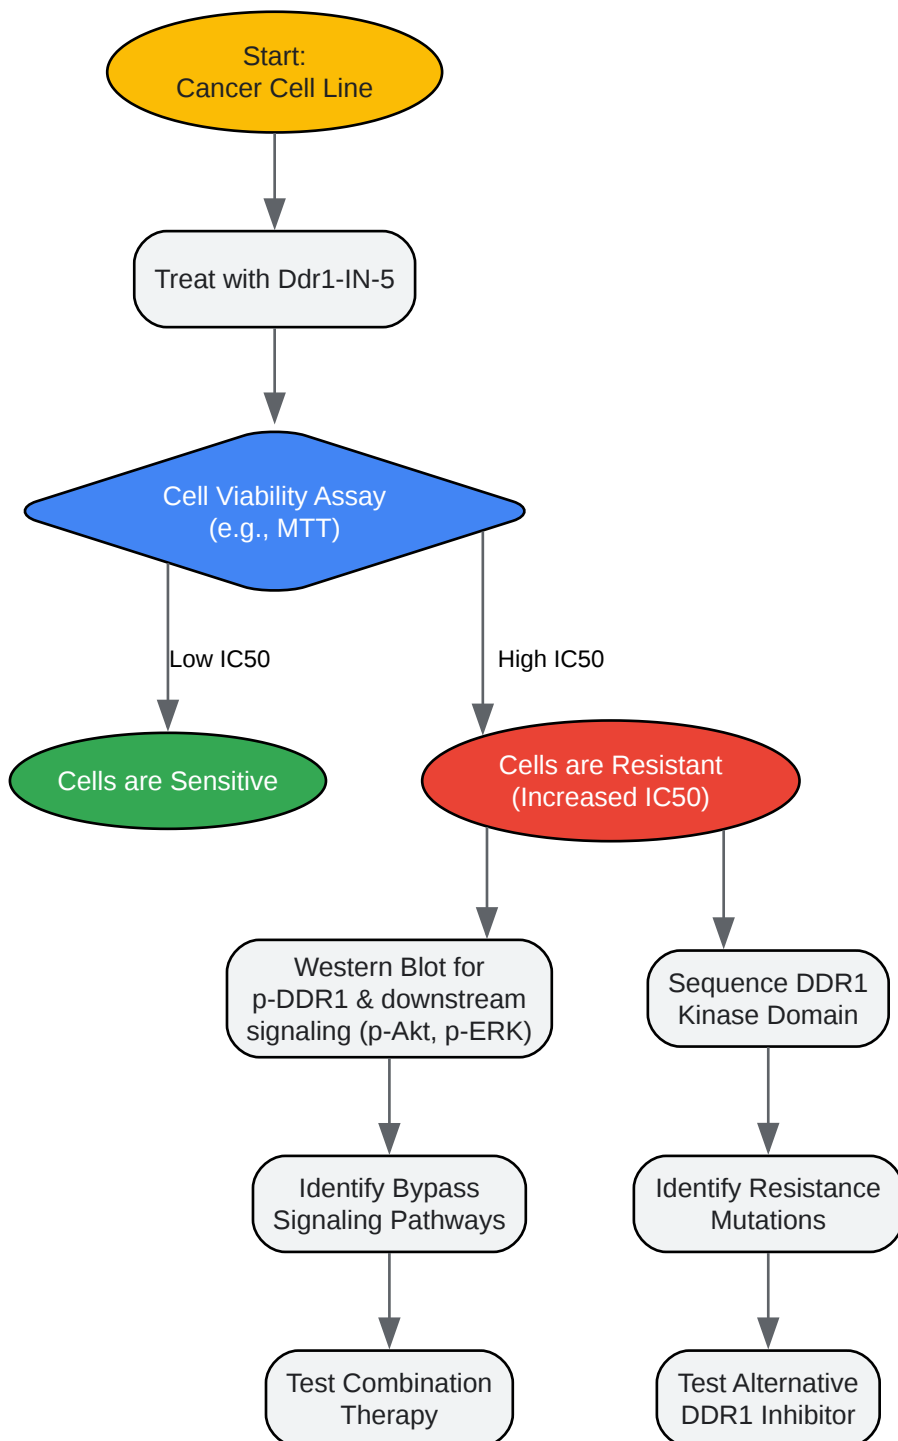 Start:
Cancer Cell Line
Treat with Ddr1-IN-5
Cell Viability Assay
(e.g., MTT)
Low IC50
High IC50
Cells are Sensitive
Cells are Resistant
(Increased IC50)
Western Blot for
p-DDR1 & downstream
signaling (p-Akt, p-ERK)
Sequence DDR1
Kinase Domain
Identify Bypass
Signaling Pathways
Identify Resistance
Mutations
Test Combination
Therapy
Test Alternative
DDR1 Inhibitor